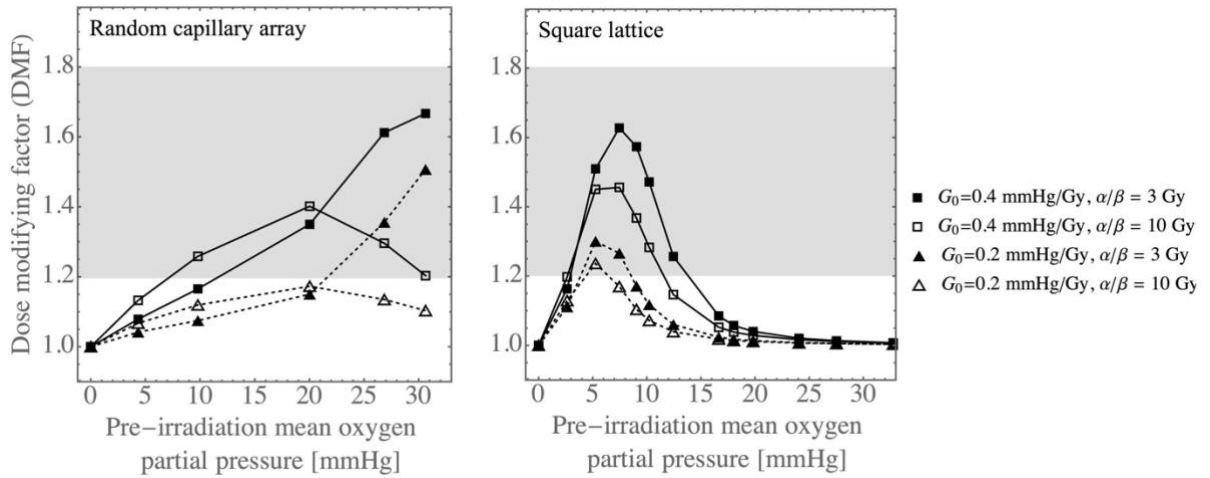 Random capillary array
Dose modifying factor (DMF)
1.8
1.6
1.4
1.2
1.0
0 5 10 15 20 25 30
Pre−irradiation mean oxygen
partial pressure [mmHg]
Square lattice
1.8
1.6
1.4
1.2
1.0
0 5 10 15 20 25 30
Pre−irradiation mean oxygen
partial pressure [mmHg]
G₀=0.4 mmHg/Gy, α/β = 3 Gy
G₀=0.4 mmHg/Gy, α/β = 10 Gy
G₀=0.2 mmHg/Gy, α/β = 3 Gy
G₀=0.2 mmHg/Gy, α/β = 10 Gy